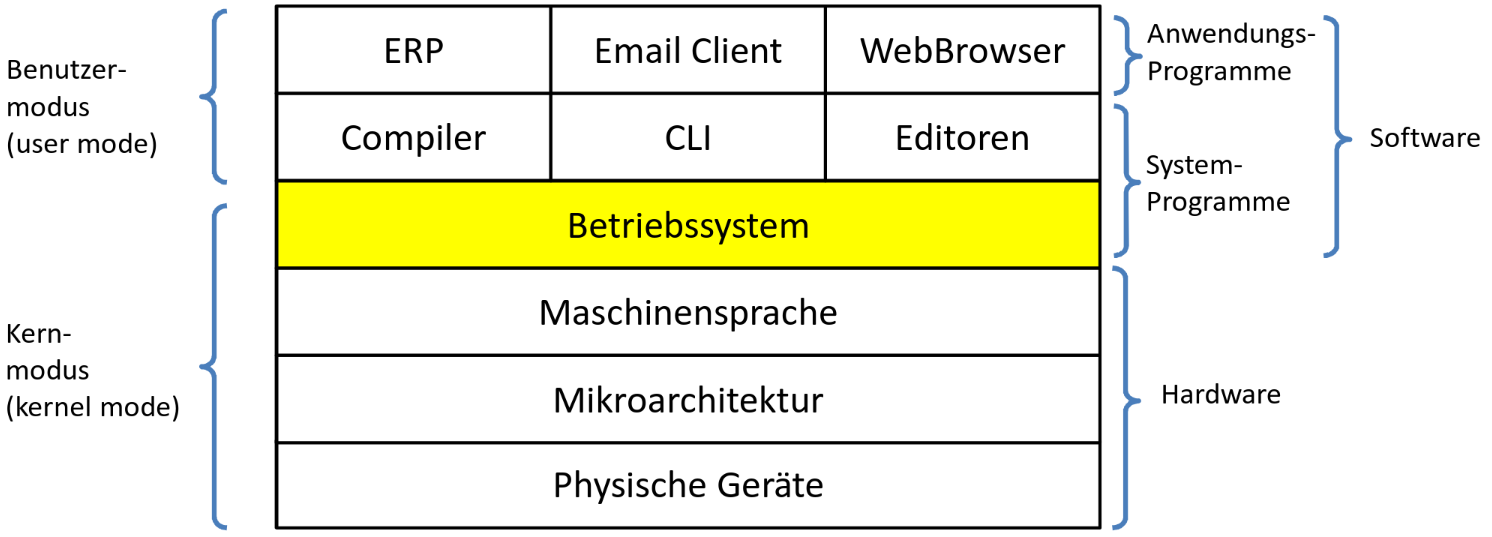 Benutzer-
modus
(user mode)
Kern-
modus
(kernel mode)
ERP
Email Client
WebBrowser
Compiler
CLI
Editoren
Betriebssystem
Maschinensprache
Mikroarchitektur
Physische Geräte
Anwendungs-
Programme
System-
Programme
Software
Hardware